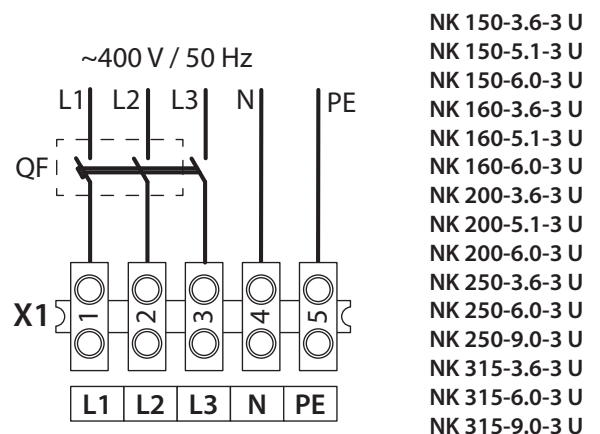 ~400 V / 50 Hz
L1 L2 L3 N PE
QF
X1 1 2 3 4 5
L1 L2 L3 N PE
NK 150-3.6-3 U
NK 150-5.1-3 U
NK 150-6.0-3 U
NK 160-3.6-3 U
NK 160-5.1-3 U
NK 160-6.0-3 U
NK 200-3.6-3 U
NK 200-5.1-3 U
NK 200-6.0-3 U
NK 250-3.6-3 U
NK 250-6.0-3 U
NK 250-9.0-3 U
NK 315-3.6-3 U
NK 315-6.0-3 U
NK 315-9.0-3 U